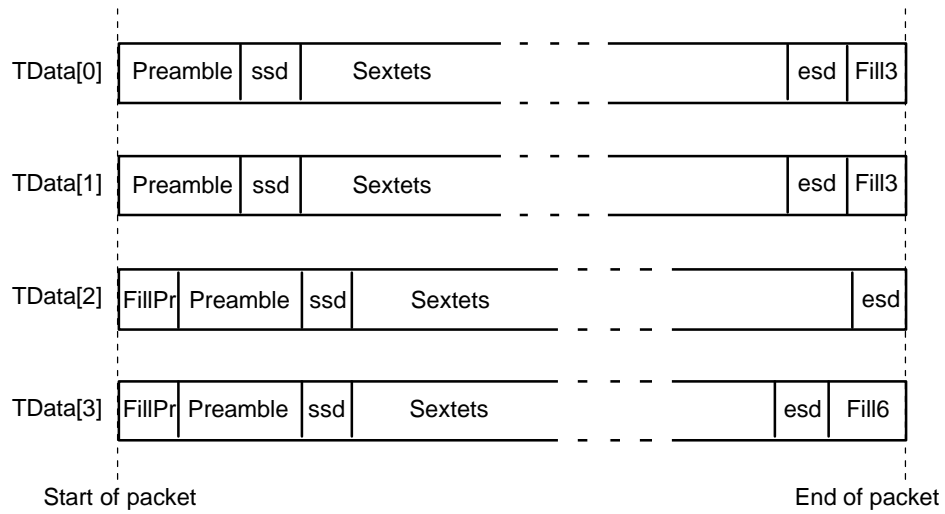 TData[0] Preamble ssd Sextets esd Fill3
TData[1] Preamble ssd Sextets esd Fill3
TData[2] FillPr Preamble ssd Sextets esd
TData[3] FillPr Preamble ssd Sextets esd Fill6
Start of packet End of packet